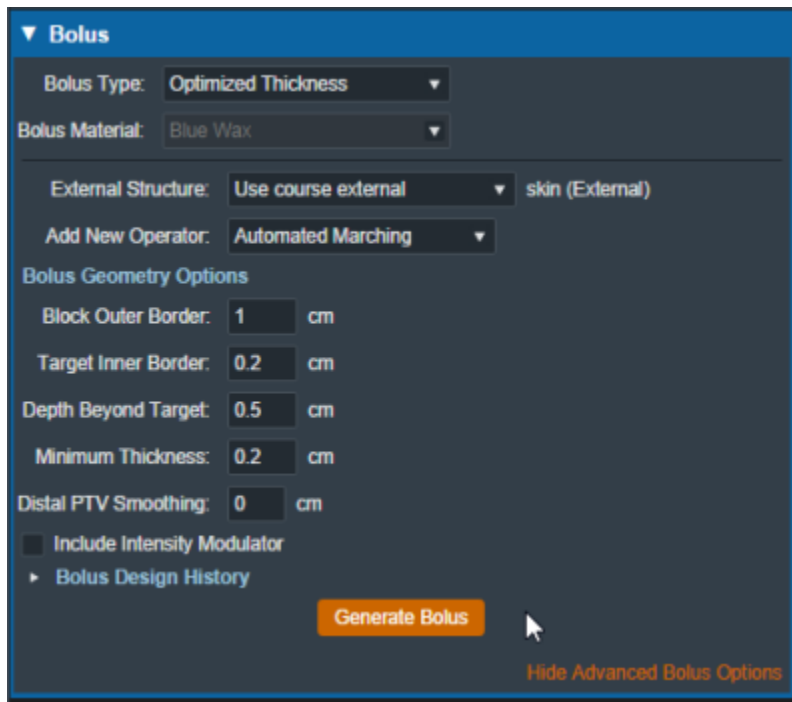 Bolus
Bolus Type: Optimized Thickness
Bolus Material: Blue Wax
External Structure: Use course external skin (External)
Add New Operator: Automated Marching
Bolus Geometry Options
Block Outer Border: 1 cm
Target Inner Border: 0.2 cm
Depth Beyond Target: 0.5 cm
Minimum Thickness: 0.2 cm
Distal PTV Smoothing: 0 cm
Include Intensity Modulator
Bolus Design History
Generate Bolus
Hide Advanced Bolus Options